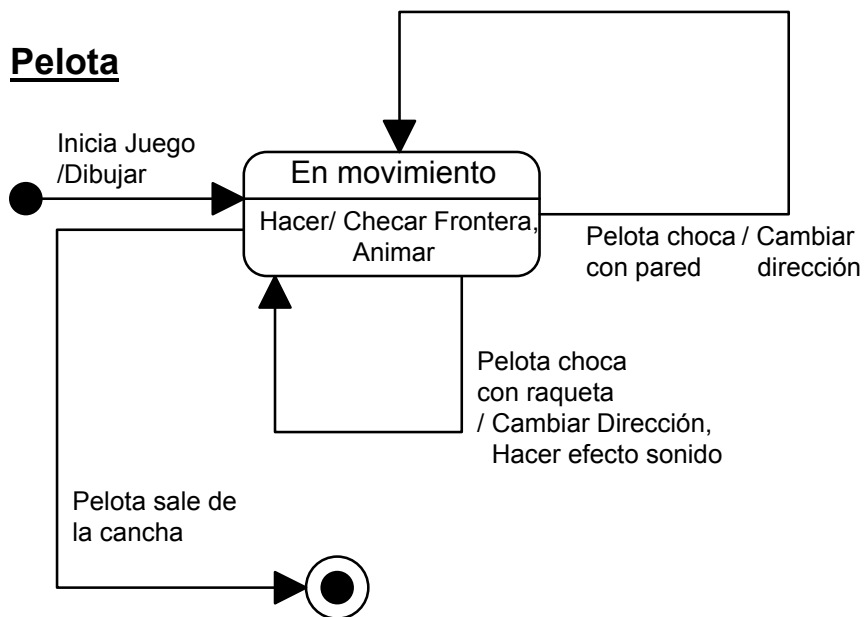 Pelota
Inicia Juego
/Dibujar
En movimiento
Hacer/ Checar Frontera,
Animar
Pelota choca / Cambiar
con pared dirección
Pelota choca
con raqueta
/ Cambiar Dirección,
Hacer efecto sonido
Pelota sale de
la cancha